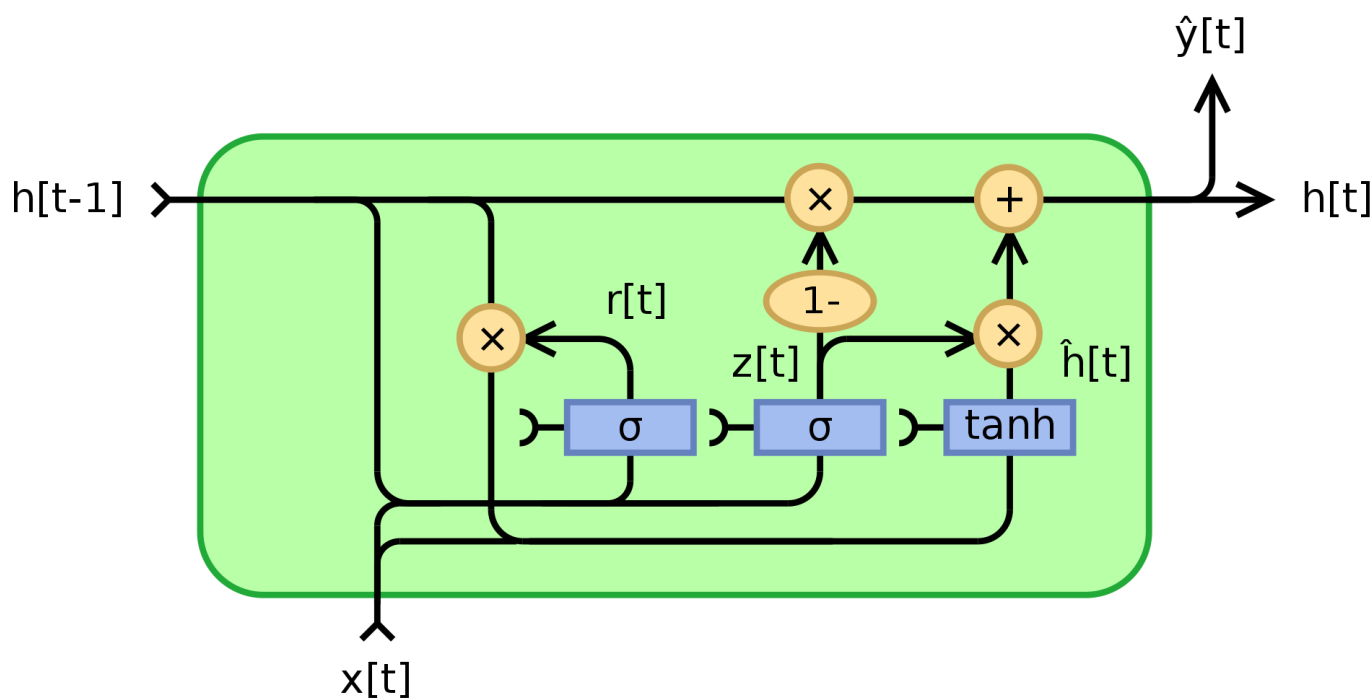 ŷ[t]
h[t-1]
×
+
h[t]
r[t]
1-
×
z[t]
×
ĥ[t]
σ
σ
tanh
x[t]